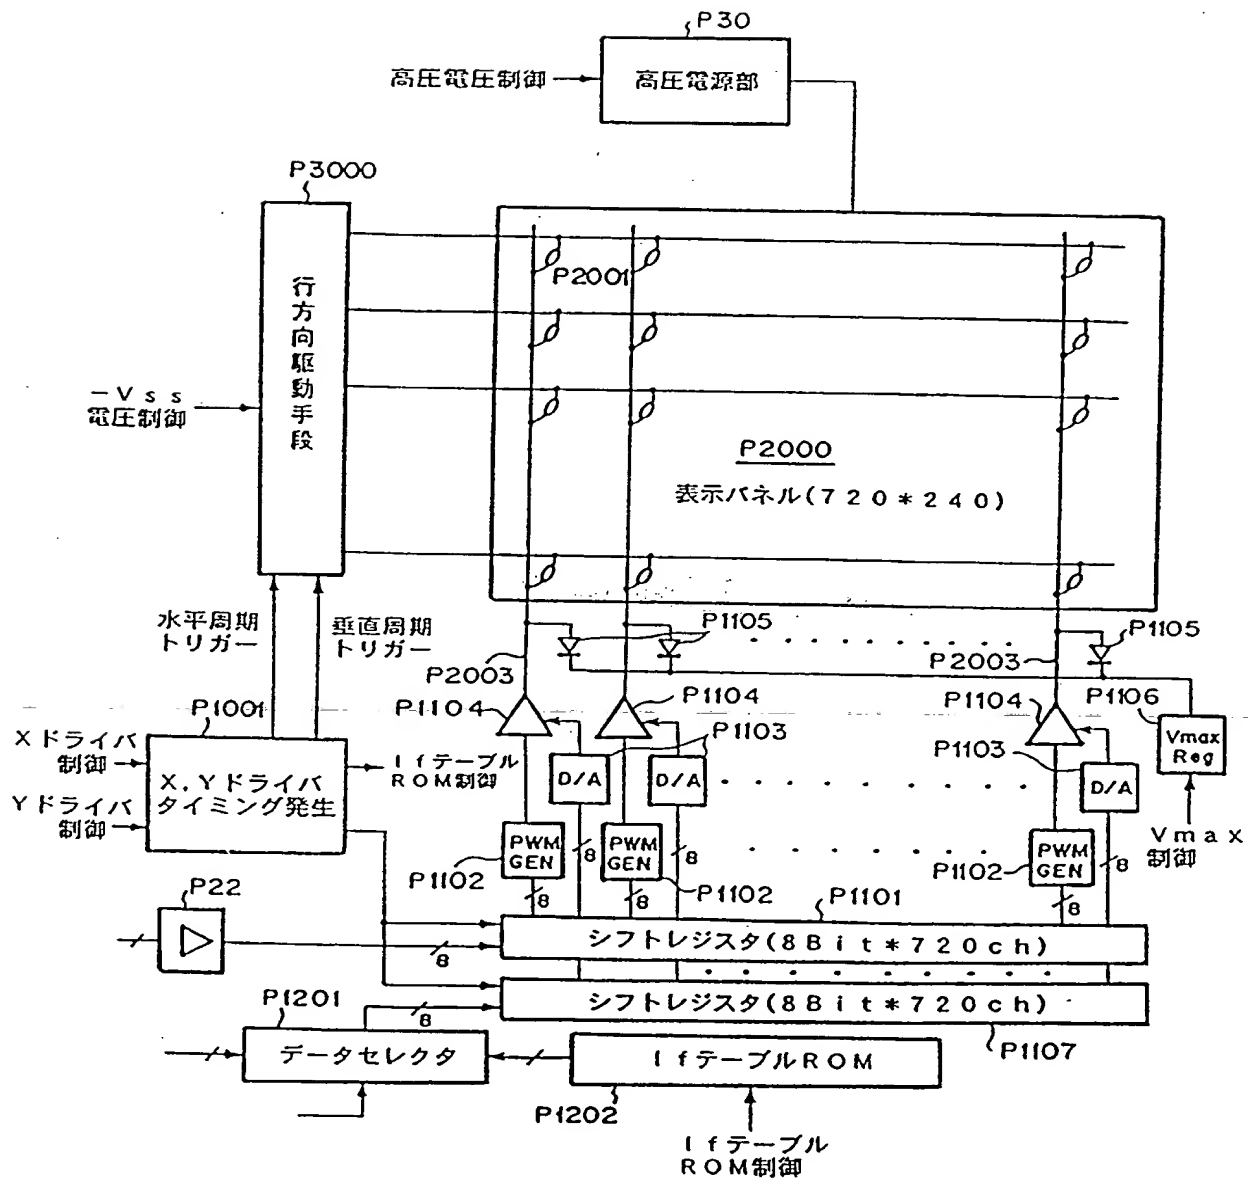 P30
高圧電圧制御
高圧電源部
P3000
行方向駆動手段
P2001
−Vss
電圧制御
P2000
表示パネル(720*240)
水平周期
トリガー
垂直周期
トリガー
P1105
P1105
P2003
P2003
P1104
P1104
P1104
P1106
P1001
P1103
P1103
Vmax
Reg
Xドライバ
制御
Ifテーブル
ROM制御
D/A
D/A
D/A
X,Yドライバ
タイミング発生
Yドライバ
制御
Vmax
制御
PWM
GEN
8
PWM
GEN
8
PWM
GEN
8
P1102
P1102
P1102
8
8
8
P22
P1101
シフトレジスタ(8Bit*720ch)
8
P1201
シフトレジスタ(8Bit*720ch)
8
P1107
データセレクタ
IfテーブルROM
P1202
Ifテーブル
ROM制御